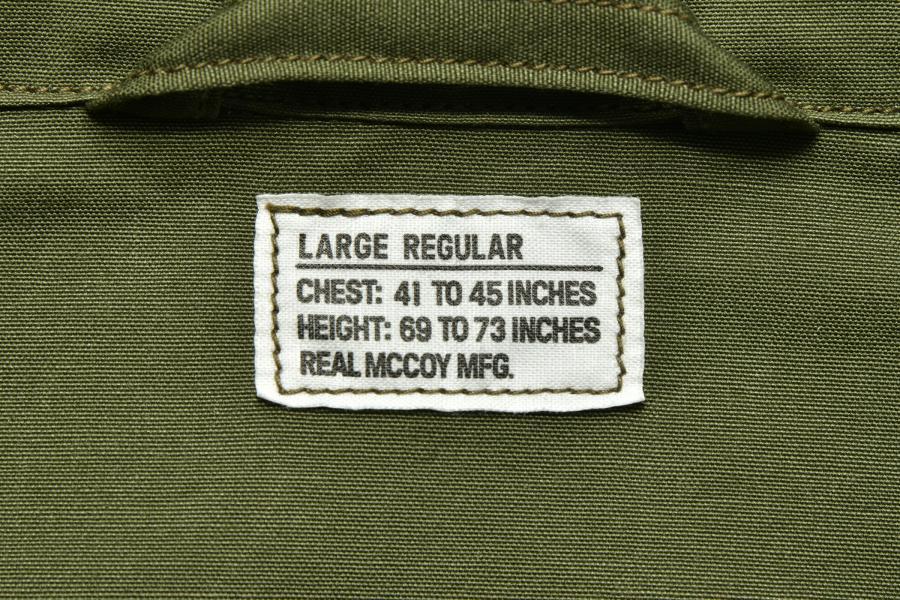 LARGE REGULAR
CHEST: 41 TO 45 INCHES
HEIGHT: 69 TO 73 INCHES
REAL MCCOY MFG.